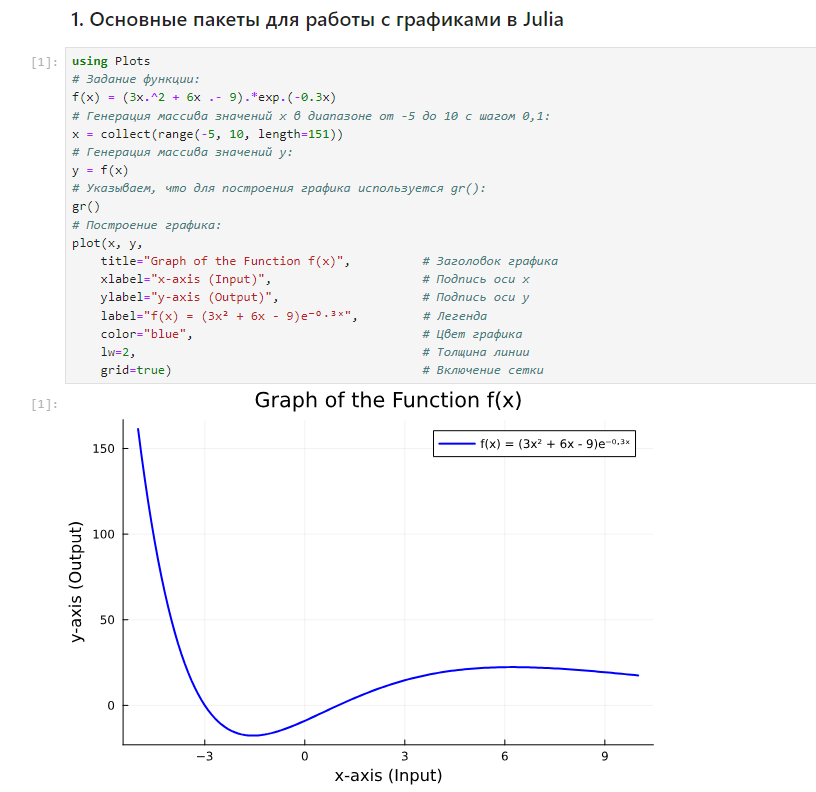 1. Основные пакеты для работы с графиками в Julia
[1]:
using Plots
# Задание функции:
f(x) = (3x.^2 + 6x .- 9).*exp.(-0.3x)
# Генерация массива значений x в диапазоне от -5 до 10 с шагом 0,1:
x = collect(range(-5, 10, length=151))
# Генерация массива значений y:
y = f(x)
# Указываем, что для построения графика используется gr():
gr()
# Построение графика:
plot(x, y,
    title="Graph of the Function f(x)",          # Заголовок графика
    xlabel="x-axis (Input)",                     # Подпись оси x
    ylabel="y-axis (Output)",                    # Подпись оси y
    label="f(x) = (3x² + 6x - 9)e⁻⁰·³ˣ",         # Легенда
    color="blue",                                # Цвет графика
    lw=2,                                        # Толщина линии
    grid=true)                                   # Включение сетки
[1]:
Graph of the Function f(x)
f(x) = (3x² + 6x - 9)e⁻⁰·³ˣ
y-axis (Output)
150
100
50
0
−3 0 3 6 9
x-axis (Input)